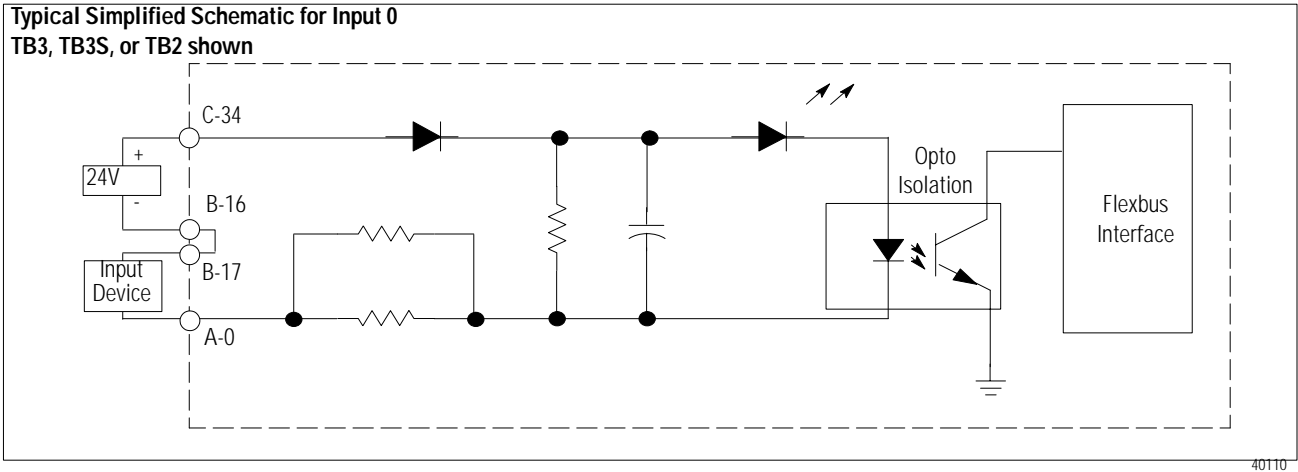 Typical Simplified Schematic for Input 0
TB3, TB3S, or TB2 shown
C-34
+
24V
-
B-16
B-17
Input
Device
A-0
Opto
Isolation
Flexbus
Interface
40110